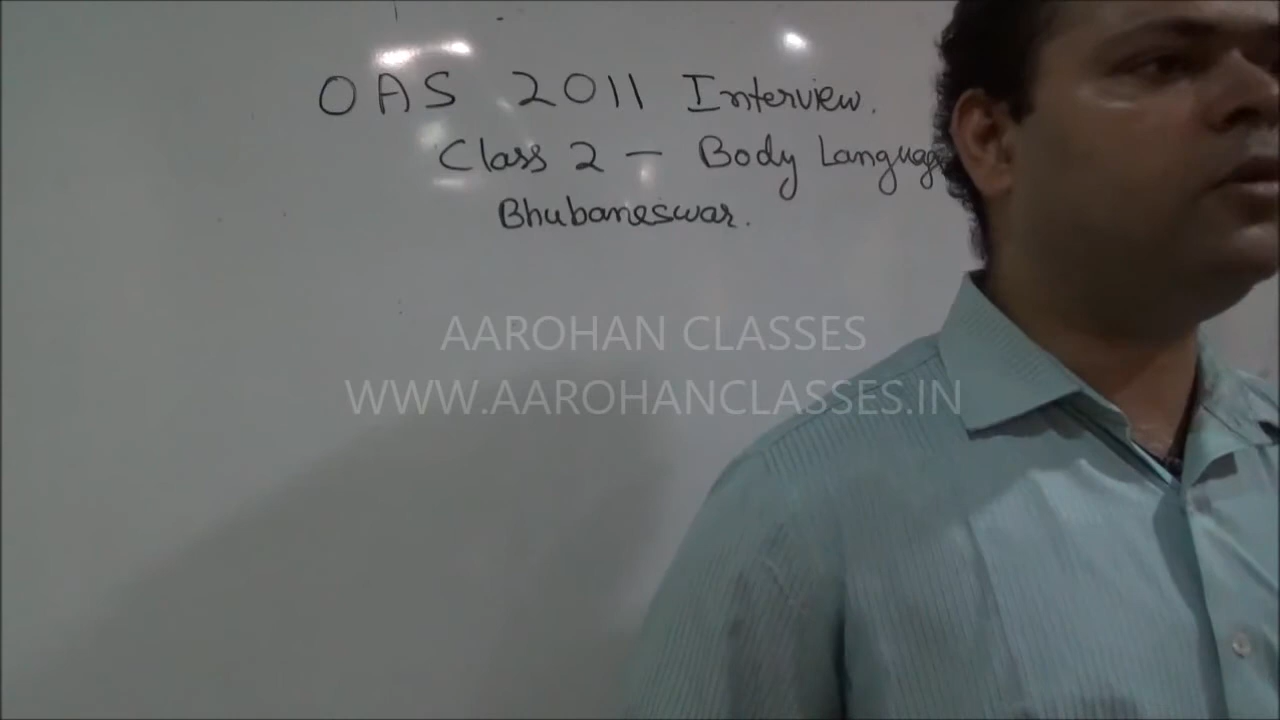 OAS 2011 Interview.
Class 2 - Body Language
Bhubaneswar.
AAROHAN CLASSES
WWW.AAROHANCLASSES.IN